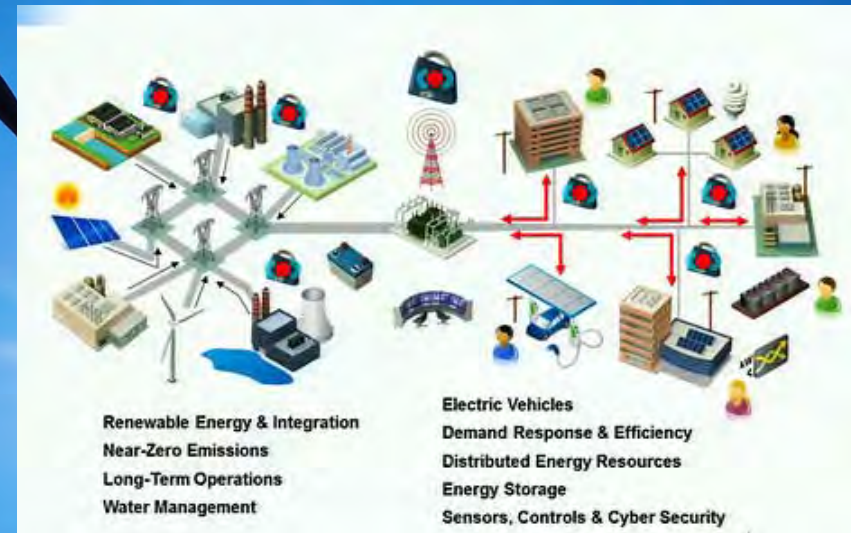 Renewable Energy & Integration
Near-Zero Emissions
Long-Term Operations
Water Management
Electric Vehicles
Demand Response & Efficiency
Distributed Energy Resources
Energy Storage
Sensors, Controls & Cyber Security